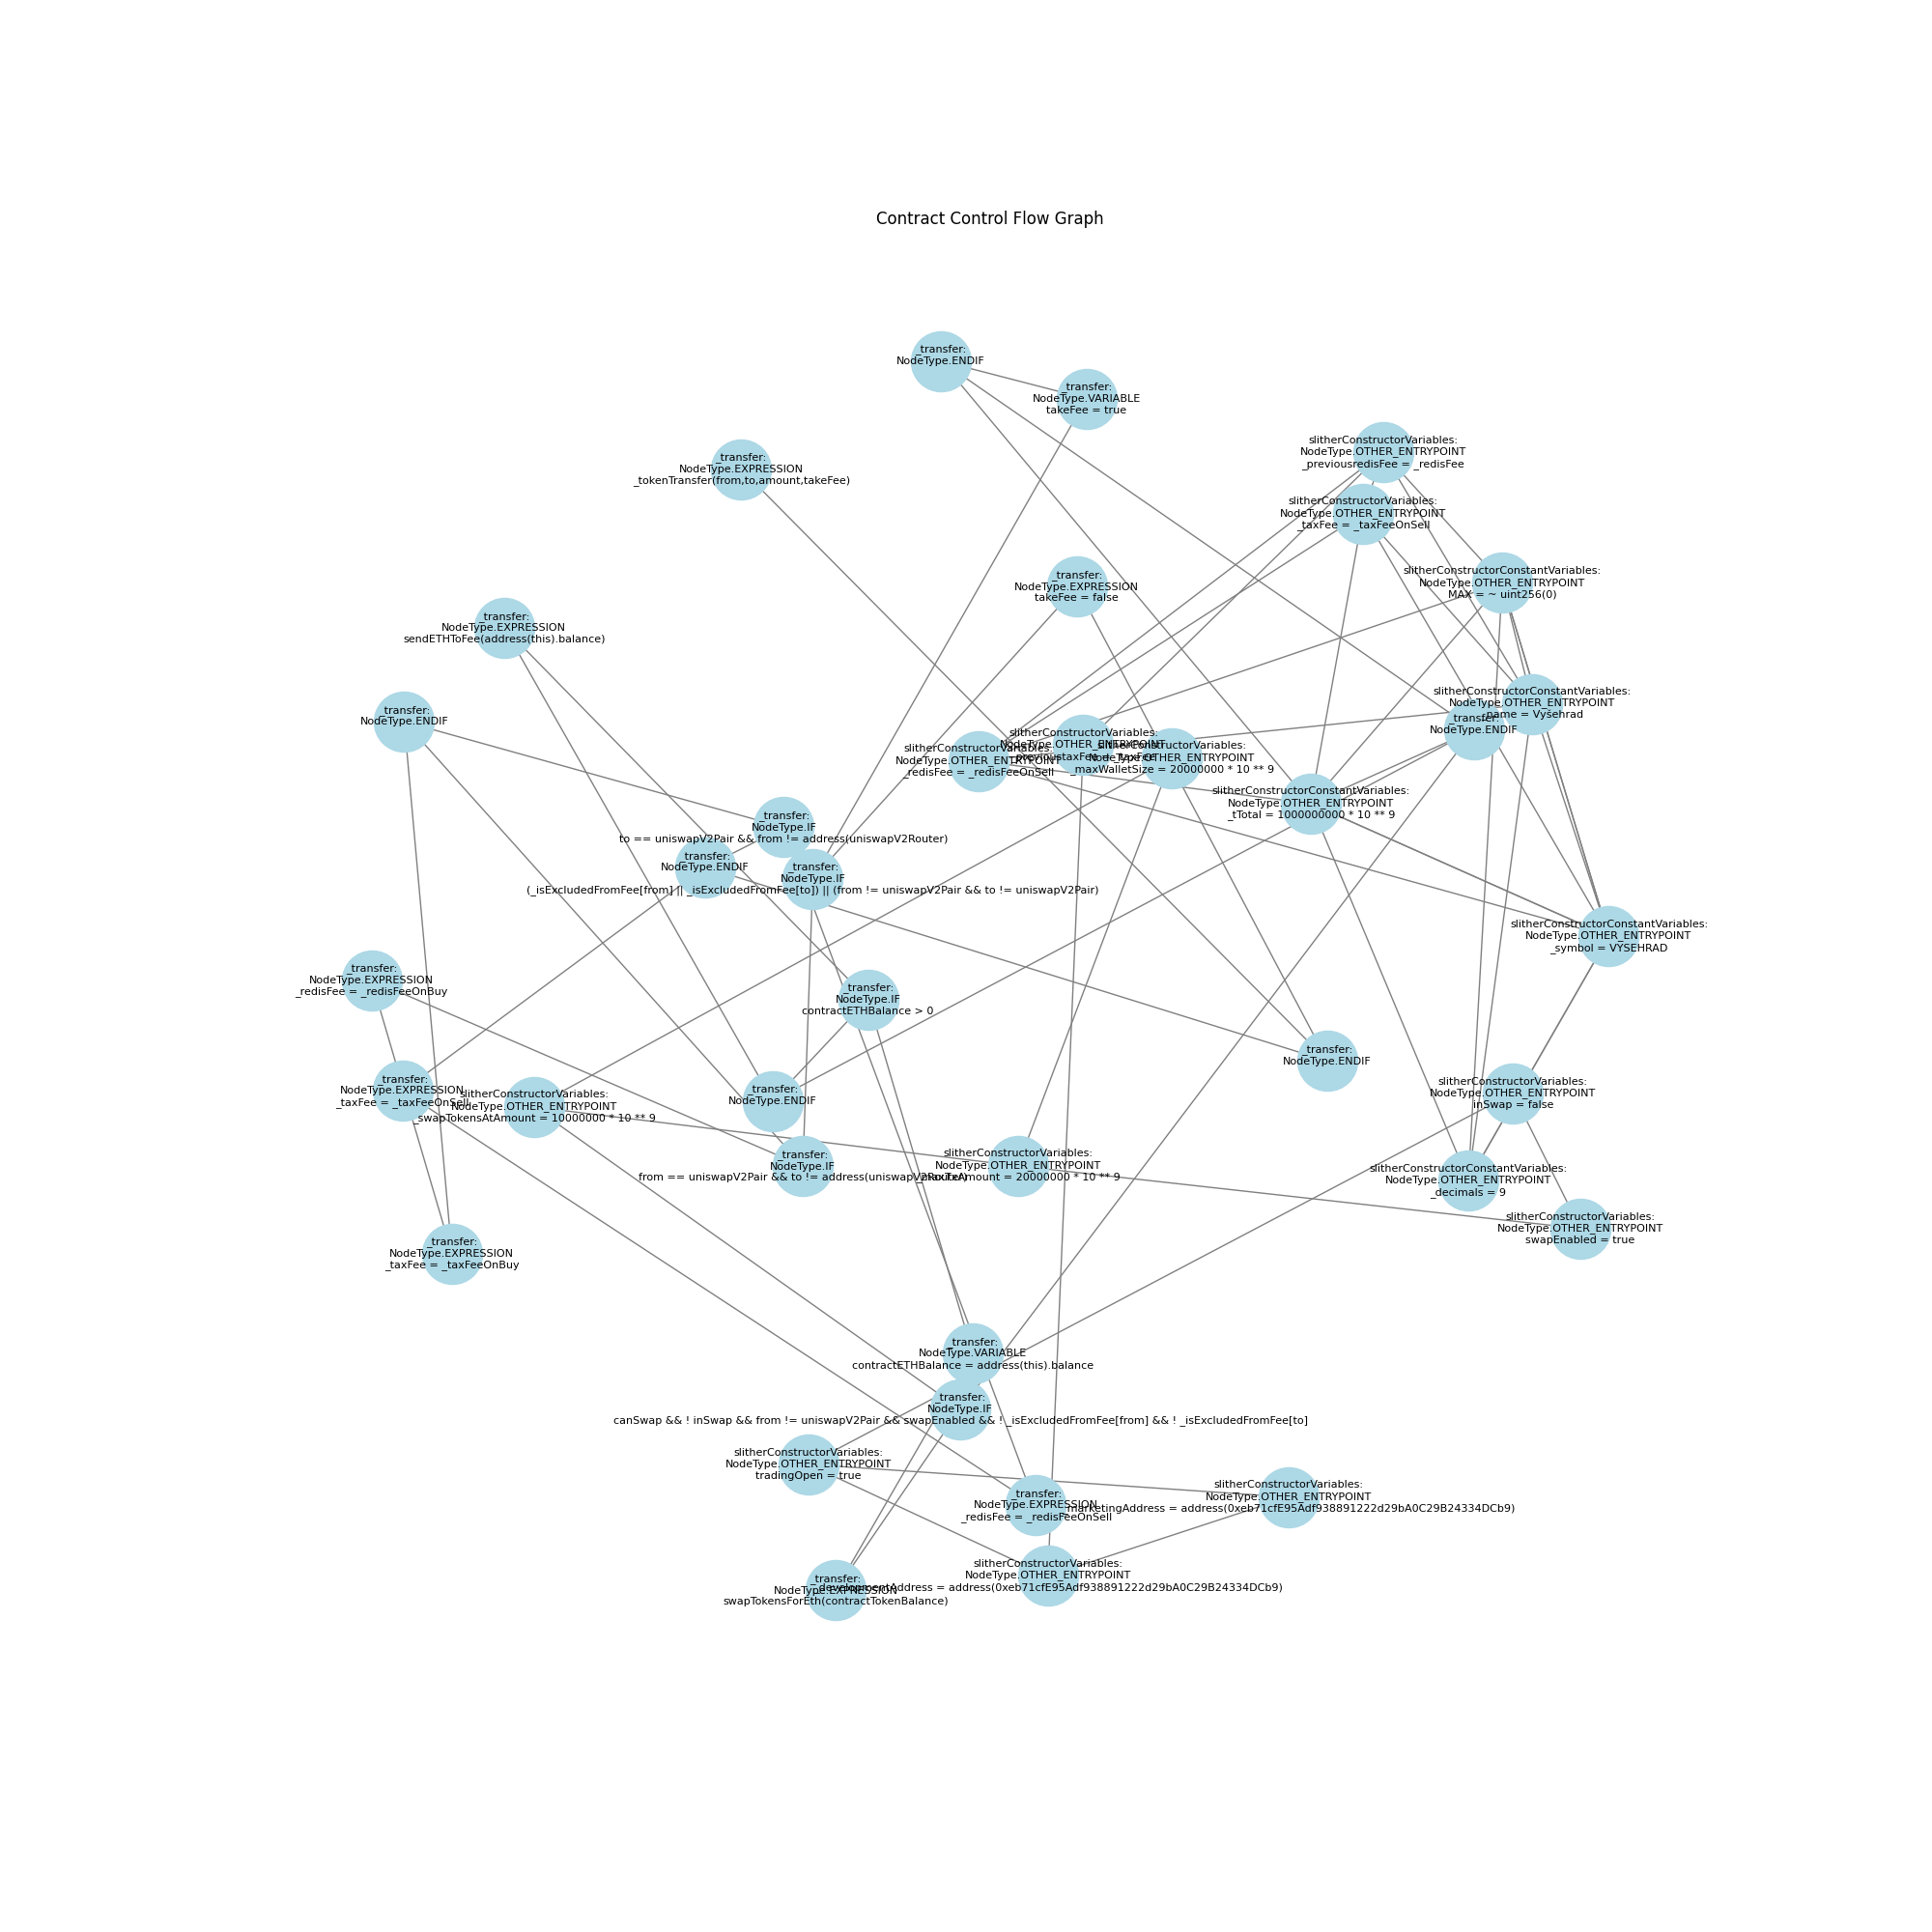 Contract Control Flow Graph
_transfer:
NodeType.ENDIF
_transfer:
NodeType.VARIABLE
takeFee = true
slitherConstructorVariables:
NodeType.OTHER_ENTRYPOINT
_previousredisFee = _redisFee
_transfer:
NodeType.EXPRESSION
_tokenTransfer(from,to,amount,takeFee)
slitherConstructorVariables:
NodeType.OTHER_ENTRYPOINT
_taxFee = _taxFeeOnSell
slitherConstructorConstantVariables:
NodeType.OTHER_ENTRYPOINT
MAX = ~ uint256(0)
_transfer:
NodeType.EXPRESSION
takeFee = false
_transfer:
NodeType.EXPRESSION
sendETHToFee(address(this).balance)
slitherConstructorConstantVariables:
NodeType.OTHER_ENTRYPOINT
_name = Vyšehrad
_transfer:
NodeType.ENDIF
_transfer:
NodeType.ENDIF
slitherConstructorVariables:
NodeType.OTHER_ENTRYPOINT
_previoustaxFee = _taxFee
slitherConstructorVariables:
NodeType.OTHER_ENTRYPOINT
_redisFee = _redisFeeOnSell
slitherConstructorVariables:
NodeType.OTHER_ENTRYPOINT
_maxWalletSize = 20000000 * 10 ** 9
slitherConstructorConstantVariables:
NodeType.OTHER_ENTRYPOINT
_tTotal = 1000000000 * 10 ** 9
_transfer:
NodeType.IF
to == uniswapV2Pair && from != address(uniswapV2Router)
_transfer:
NodeType.ENDIF
_transfer:
NodeType.IF
(_isExcludedFromFee[from] || _isExcludedFromFee[to]) || (from != uniswapV2Pair && to != uniswapV2Pair)
slitherConstructorConstantVariables:
NodeType.OTHER_ENTRYPOINT
_transfer:
NodeType.EXPRESSION
_redisFee = _redisFeeOnBuy
_transfer:
NodeType.IF
contractETHBalance > 0
_transfer:
NodeType.ENDIF
_transfer:
NodeType.EXPRESSION
_taxFee = _taxFeeOnSell
slitherConstructorVariables:
NodeType.OTHER_ENTRYPOINT
_swapTokensAtAmount = 10000000 * 10 ** 9
_transfer:
NodeType.ENDIF
slitherConstructorVariables:
NodeType.OTHER_ENTRYPOINT
inSwap = false
_transfer:
NodeType.IF
from == uniswapV2Pair && to != address(uniswapV2Router)
slitherConstructorVariables:
NodeType.OTHER_ENTRYPOINT
_maxTxAmount = 20000000 * 10 ** 9
slitherConstructorConstantVariables:
NodeType.OTHER_ENTRYPOINT
_decimals = 9
slitherConstructorVariables:
NodeType.OTHER_ENTRYPOINT
swapEnabled = true
_transfer:
NodeType.EXPRESSION
_taxFee = _taxFeeOnBuy
_transfer:
NodeType.VARIABLE
contractETHBalance = address(this).balance
_transfer:
NodeType.IF
canSwap && ! inSwap && from != uniswapV2Pair && swapEnabled && ! _isExcludedFromFee[from] && ! _isExcludedFromFee[to]
slitherConstructorVariables:
NodeType.OTHER_ENTRYPOINT
tradingOpen = true
slitherConstructorVariables:
NodeType.OTHER_ENTRYPOINT
_marketingAddress = address(0xeb71cfE95Adf938891222d29bA0C29B24334DCb9)
_transfer:
NodeType.EXPRESSION
_redisFee = _redisFeeOnSell
slitherConstructorVariables:
NodeType.OTHER_ENTRYPOINT
_developmentAddress = address(0xeb71cfE95Adf938891222d29bA0C29B24334DCb9)
_transfer:
NodeType.EXPRESSION
swapTokensForEth(contractTokenBalance)